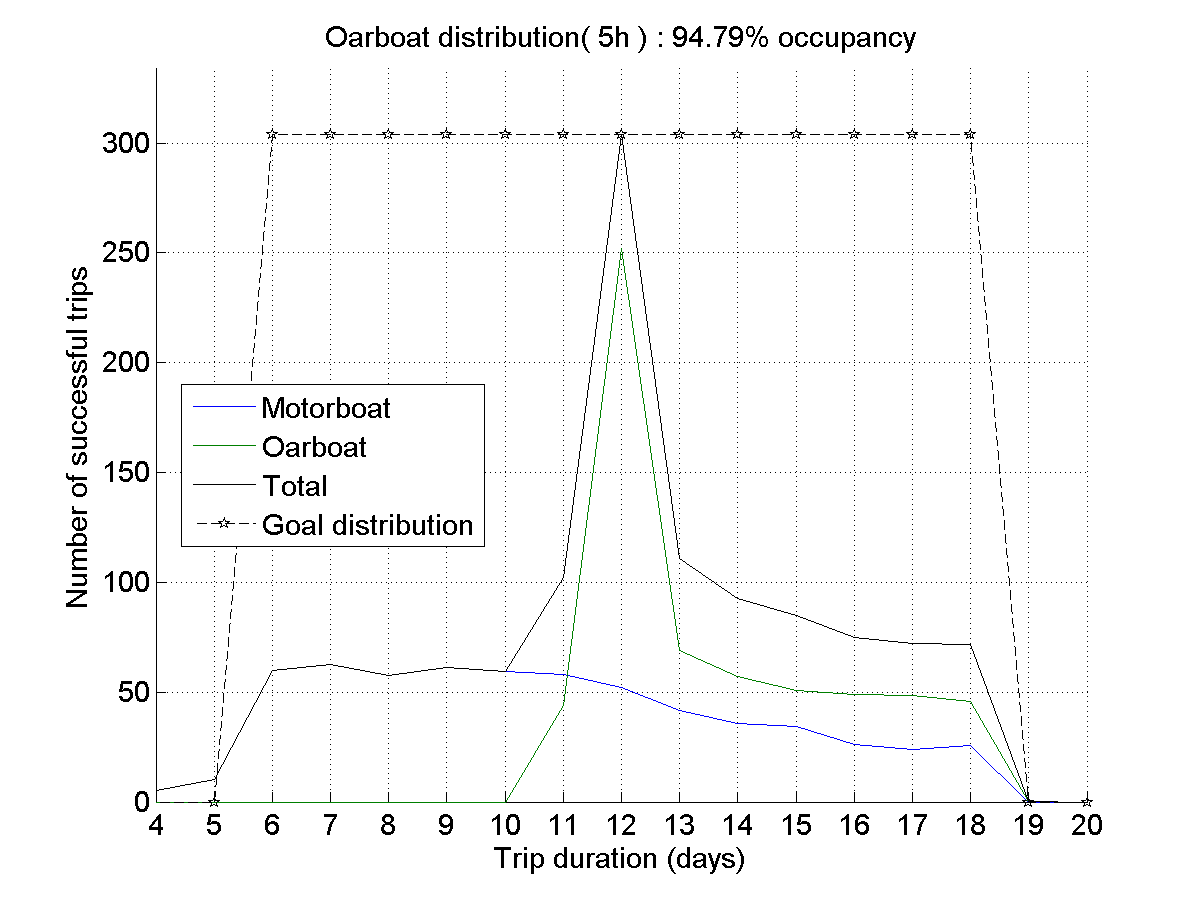 Oarboat distribution( 5h ) : 94.79% occupancy
Number of successful trips
300
250
200
150
100
50
0
Motorboat
Oarboat
Total
Goal distribution
4 5 6 7 8 9 10 11 12 13 14 15 16 17 18 19 20
Trip duration (days)